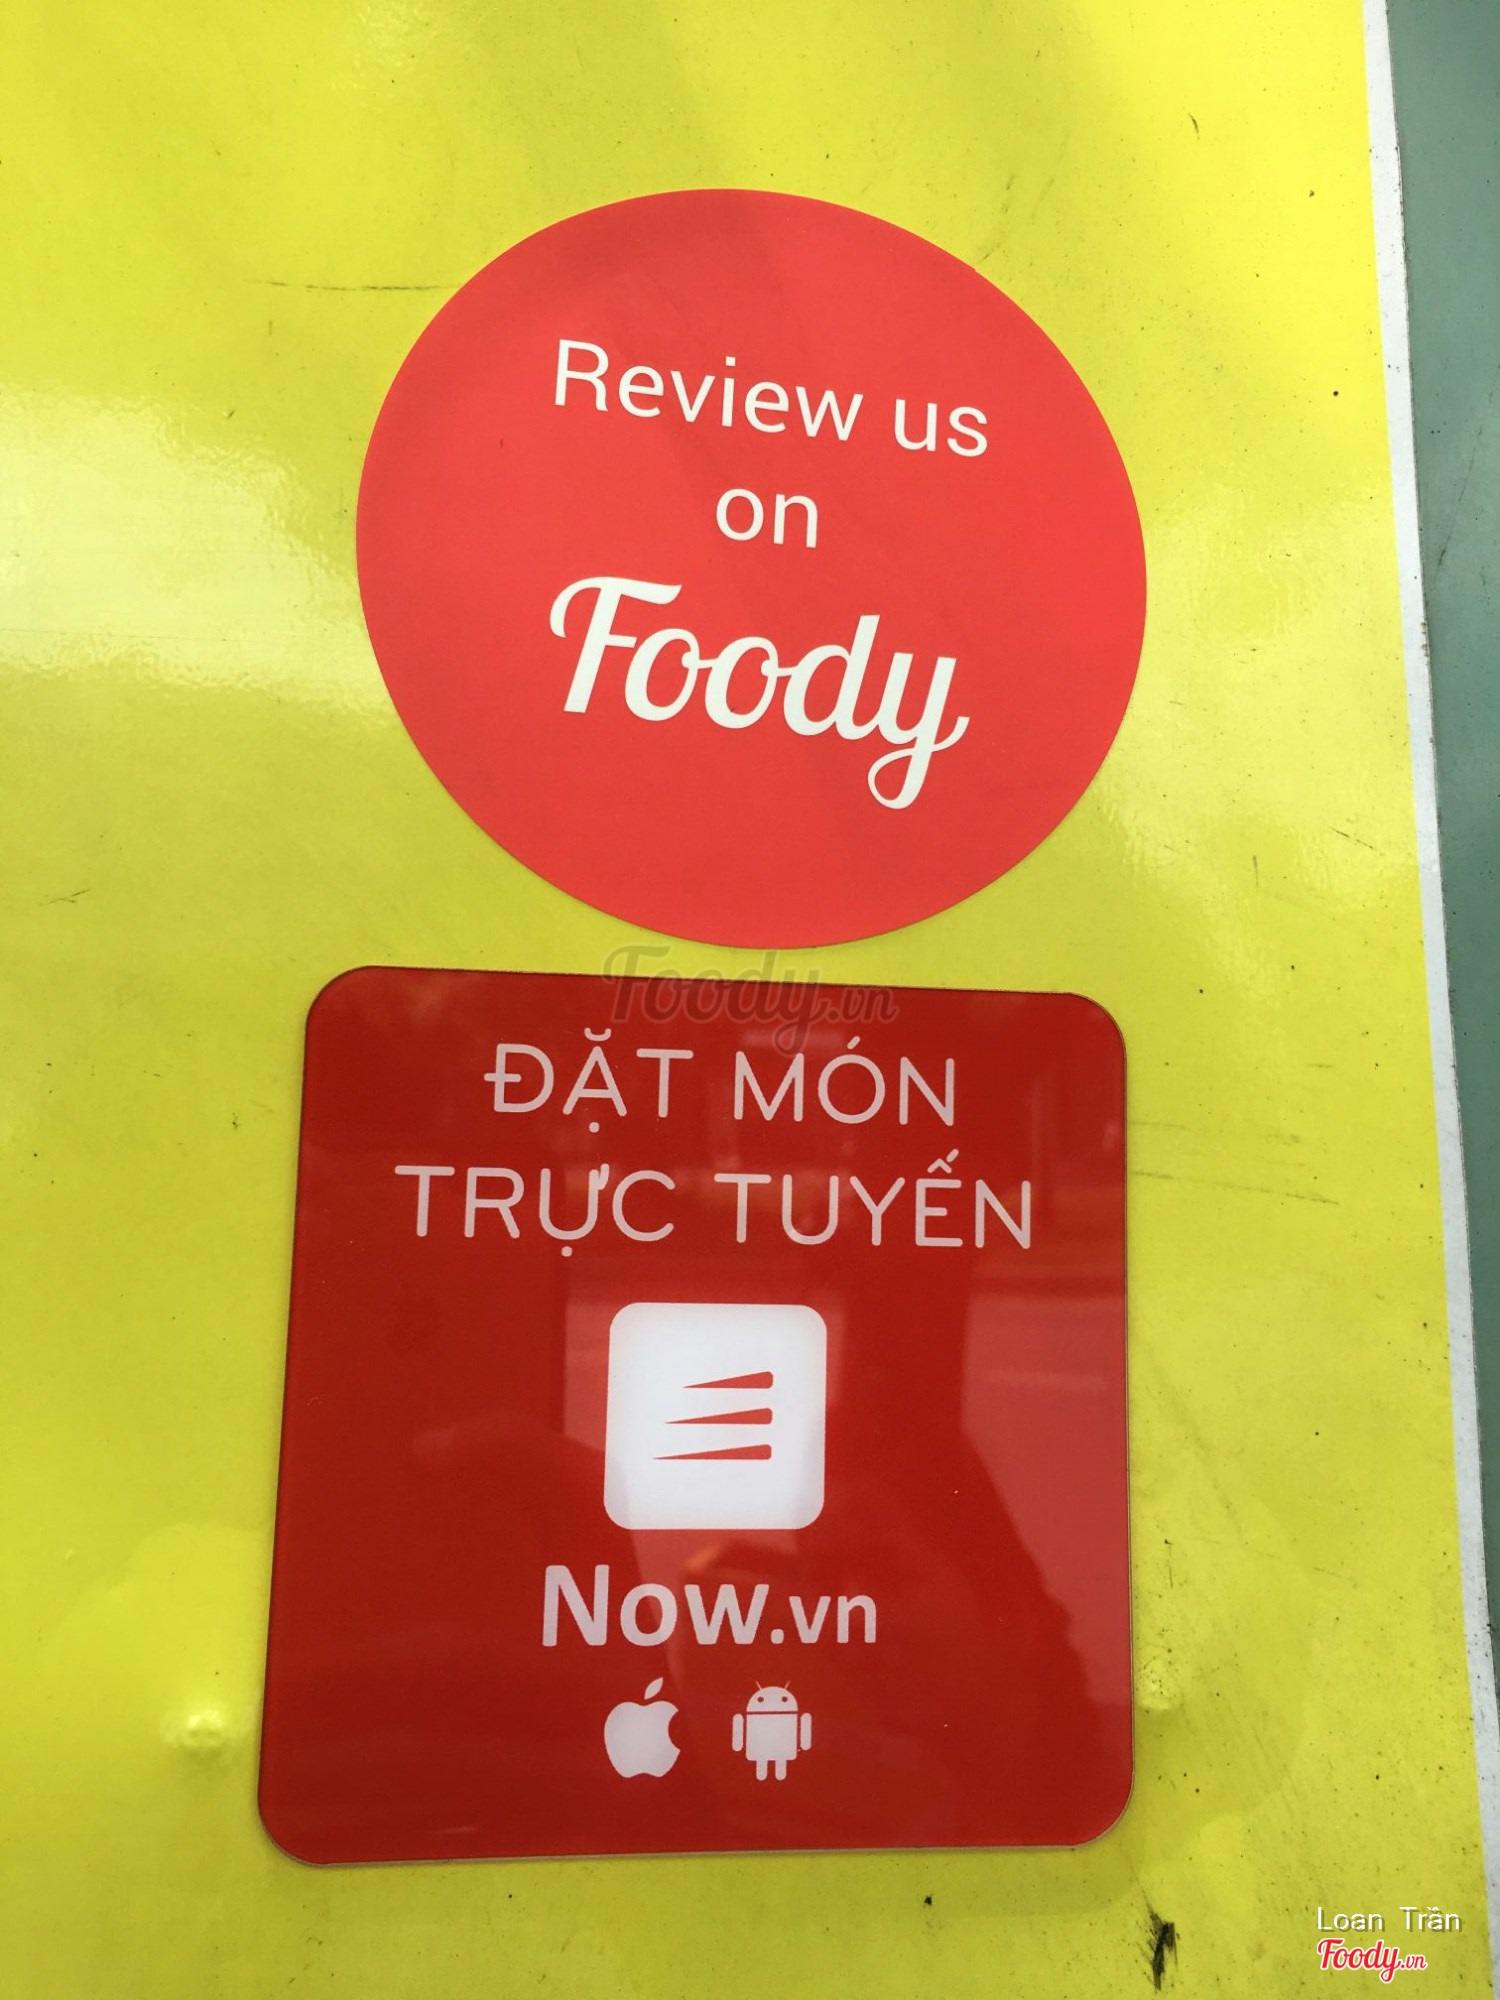 Review us
on
Foody
Foody.vn
ĐẶT MÓN
TRỰC TUYẾN
Now.vn
Loan Trần
Foody.vn